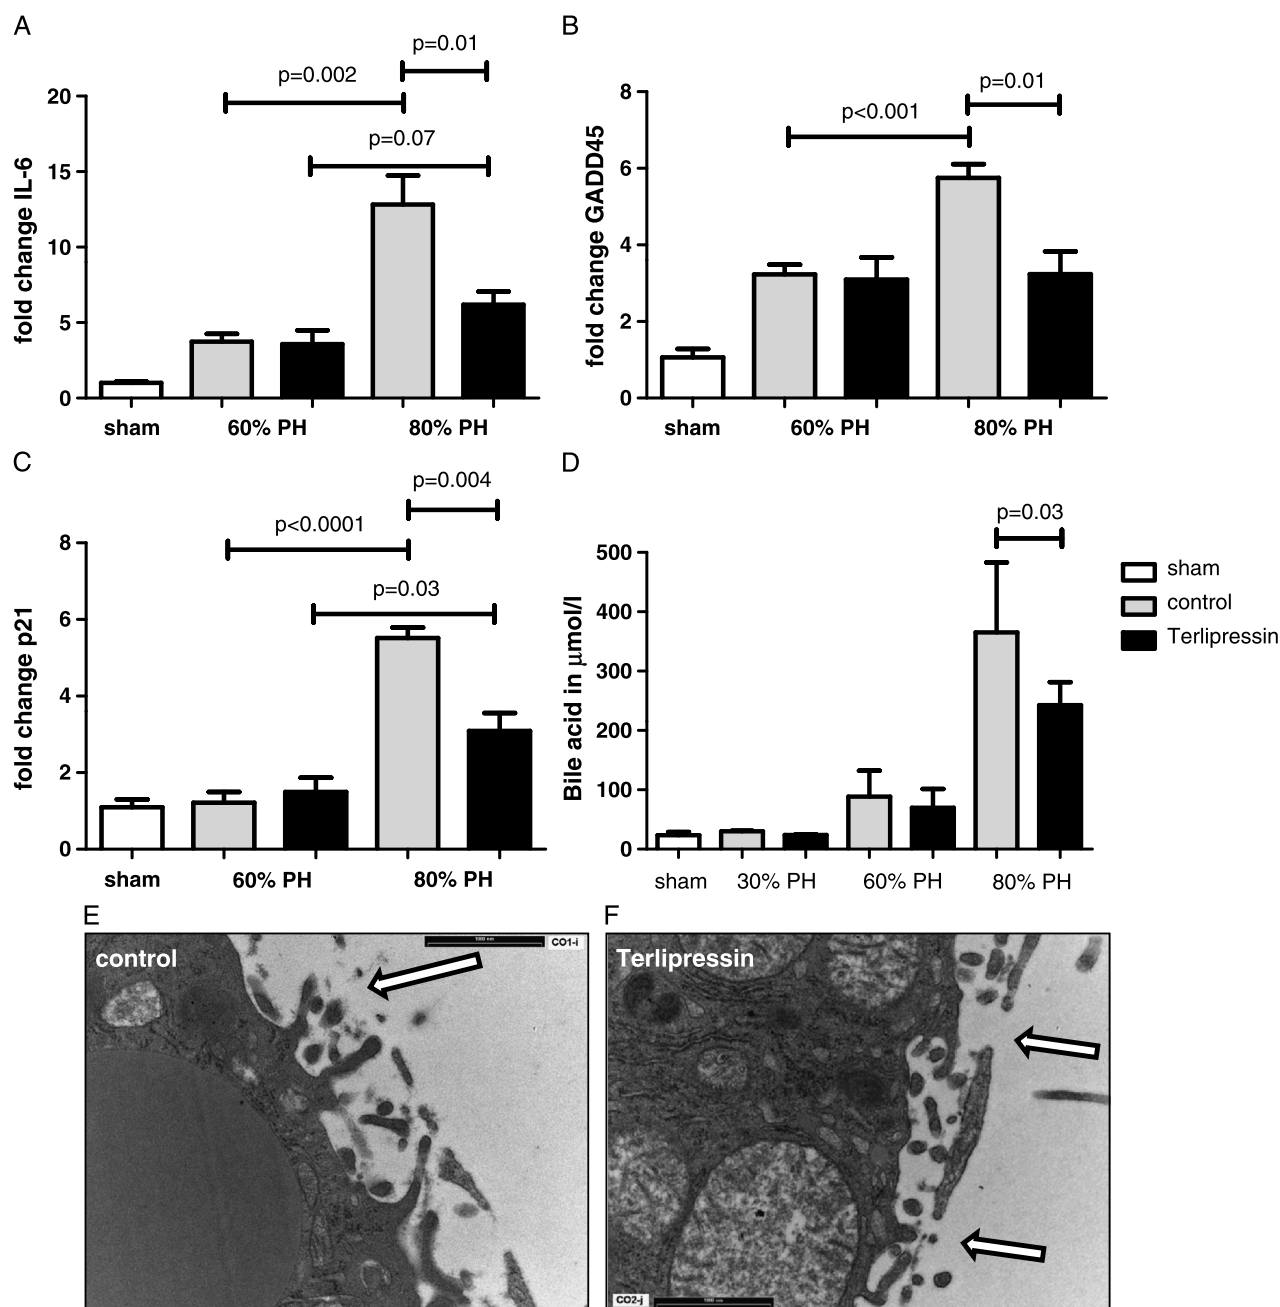 A
p=0.01
p=0.002
p=0.07
fold change IL-6
20
15
10
5
0
sham
60% PH
80% PH
B
p=0.01
p<0.001
fold change GADD45
8
6
4
2
0
sham
60% PH
80% PH
C
p=0.004
p<0.0001
p=0.03
fold change p21
8
6
4
2
0
sham
60% PH
80% PH
D
p=0.03
Bile acid in μmol/l
500
400
300
200
100
0
sham
30% PH
60% PH
80% PH
sham
control
Terlipressin
E
control
1000 nm
CO1-i
F
Terlipressin
CO2-j
1000 nm